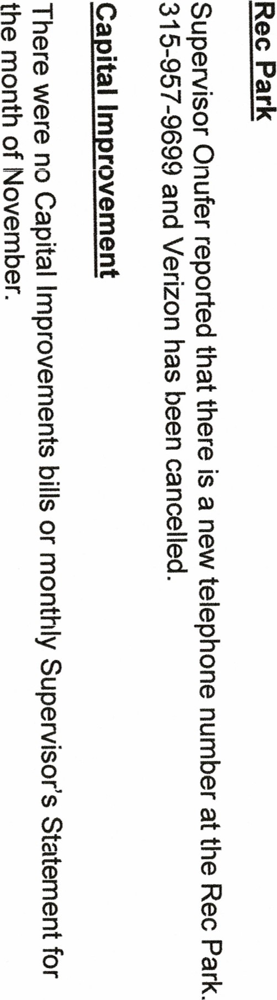 Rec Park
Supervisor Onufer reported that there is a new telephone number at the Rec Park.
315-957-9699 and Verizon has been cancelled.
Capital Improvement
There were no Capital Improvements bills or monthly Supervisor's Statement for
the month of November.